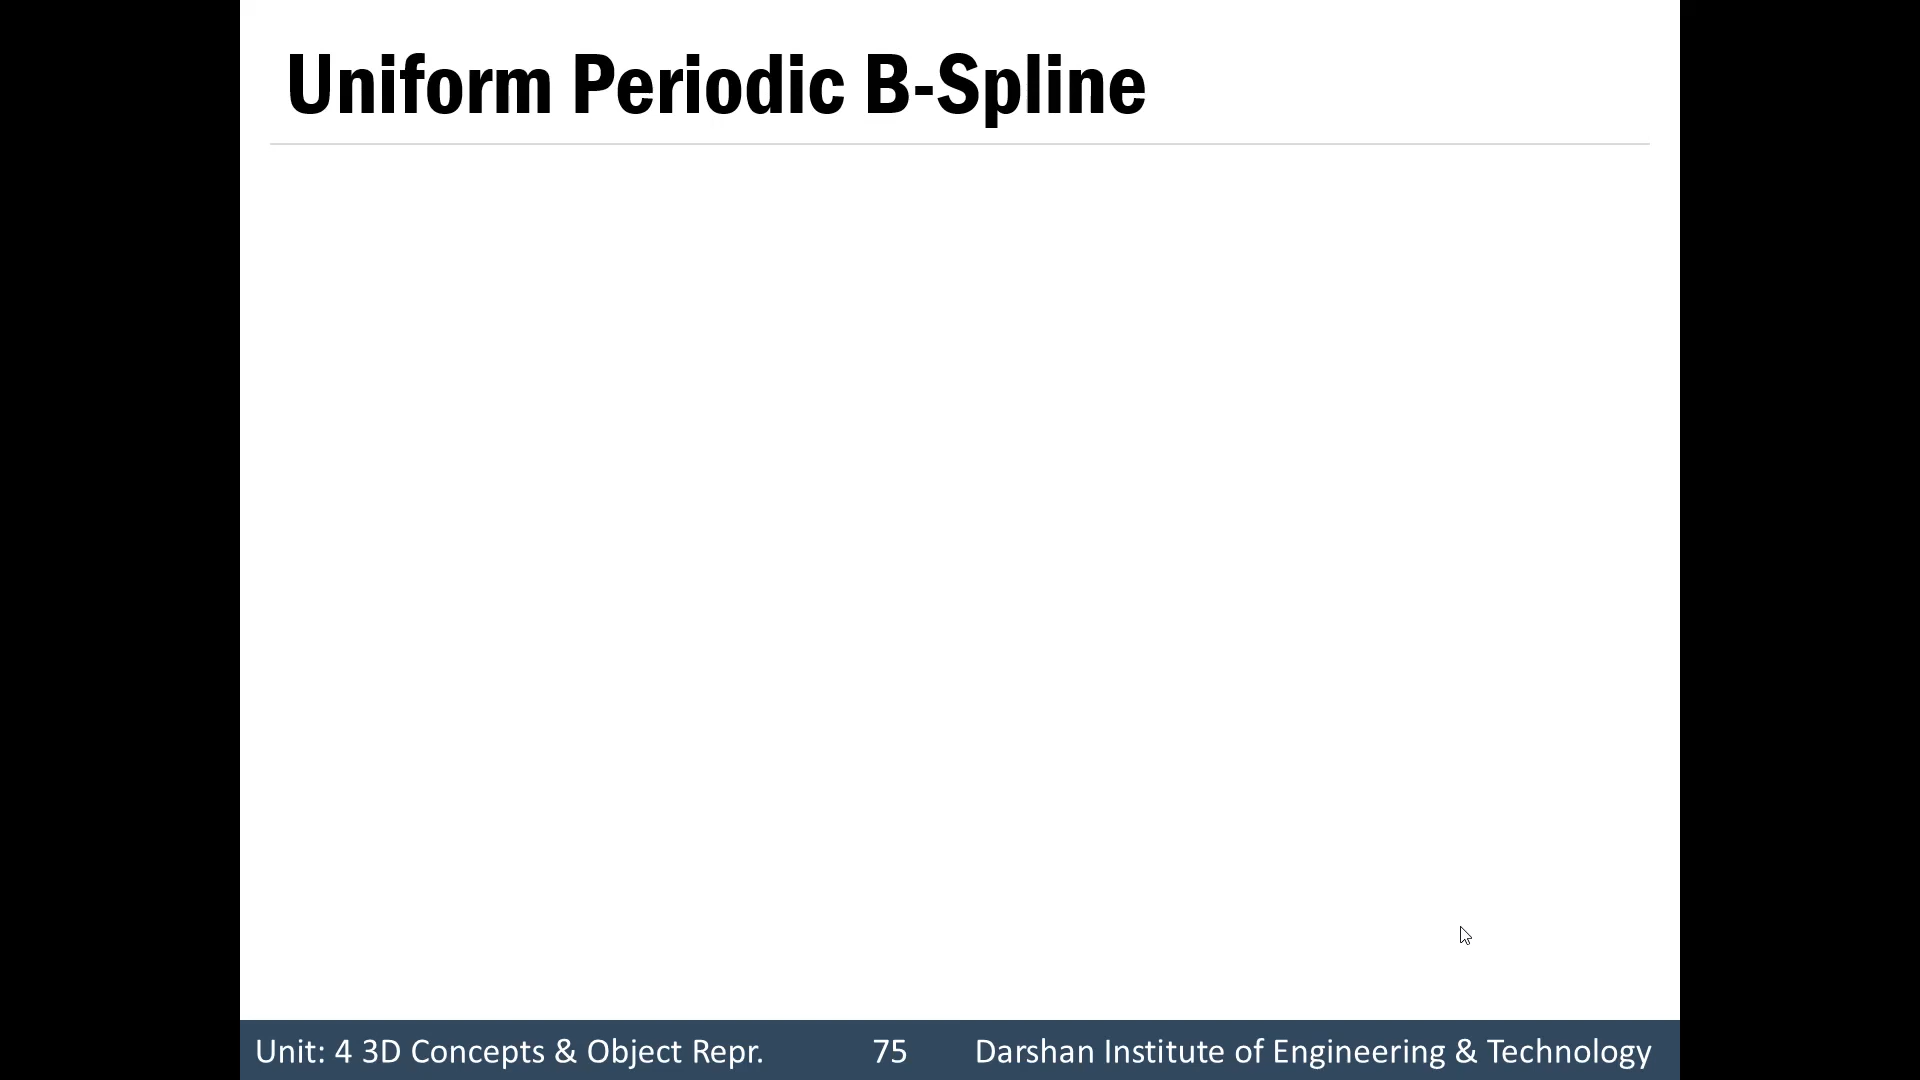 Uniform Periodic B-Spline
Unit: 4 3D Concepts & Object Repr. 75 Darshan Institute of Engineering & Technology